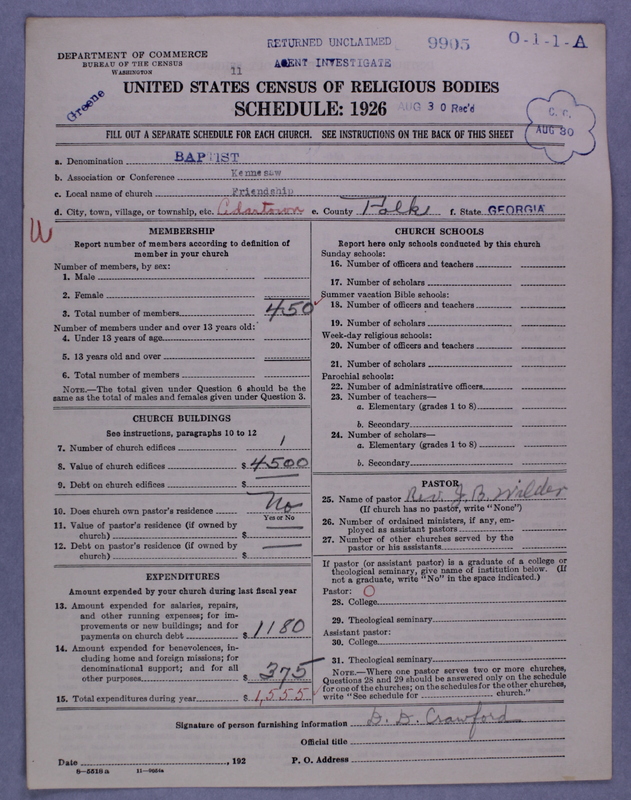 RETURNED UNCLAIMED
9905
O-1-1-A
DEPARTMENT OF COMMERCE
BUREAU OF THE CENSUS
WASHINGTON
11
AGENT INVESTIGATE
UNITED STATES CENSUS OF RELIGIOUS BODIES
Greene
SCHEDULE: 1926
AUG 30 Rec'd
AUG 30
FILL OUT A SEPARATE SCHEDULE FOR EACH CHURCH. SEE INSTRUCTIONS ON THE BACK OF THIS SHEET
a. Denomination BAPTIST
b. Association or Conference Kennesaw
c. Local name of church Friendship
d. City, town, village, or township, etc. Cedartown e. County Polk f. State GEORGIA
MEMBERSHIP
Report number of members according to definition of
member in your church
Number of members, by sex:
1. Male
2. Female
3. Total number of members 450
Number of members under and over 13 years old:
4. Under 13 years of age
5. 13 years old and over
6. Total number of members
NOTE.—The total given under Question 6 should be the
same as the total of males and females given under Question 3.
CHURCH BUILDINGS
See instructions, paragraphs 10 to 12
7. Number of church edifices 1
8. Value of church edifices $ 4500
9. Debt on church edifices $
10. Does church own pastor's residence No
Yes or No
11. Value of pastor's residence (if owned by
church) $
12. Debt on pastor's residence (if owned by
church) $
EXPENDITURES
Amount expended by your church during last fiscal year
13. Amount expended for salaries, repairs,
and other running expenses; for im-
provements or new buildings; and for
payments on church debt $ 1180
14. Amount expended for benevolences, in-
cluding home and foreign missions; for
denominational support; and for all
other purposes $ 375
15. Total expenditures during year $ 1,555
CHURCH SCHOOLS
Report here only schools conducted by this church
Sunday schools:
16. Number of officers and teachers
17. Number of scholars
Summer vacation Bible schools:
18. Number of officers and teachers
19. Number of scholars
Week-day religious schools:
20. Number of officers and teachers
21. Number of scholars
Parochial schools:
22. Number of administrative officers
23. Number of teachers—
a. Elementary (grades 1 to 8)
b. Secondary
24. Number of scholars—
a. Elementary (grades 1 to 8)
b. Secondary
PASTOR
25. Name of pastor Rev. J. B. Wilder
(If church has no pastor, write "None")
26. Number of ordained ministers, if any, em-
ployed as assistant pastors
27. Number of other churches served by the
pastor or his assistants
If pastor (or assistant pastor) is a graduate of a college or
theological seminary, give name of institution below. (If
not a graduate, write "No" in the space indicated.)
Pastor: O
28. College
29. Theological seminary
Assistant pastor:
30. College
31. Theological seminary
NOTE.—Where one pastor serves two or more churches,
Questions 28 and 29 should be answered only on the schedule
for one of the churches; on the schedules for the other churches,
write "See schedule for church."
Signature of person furnishing information D. D. Crawford
Official title
Date , 192 P. O. Address
8-5518a 11-9054a